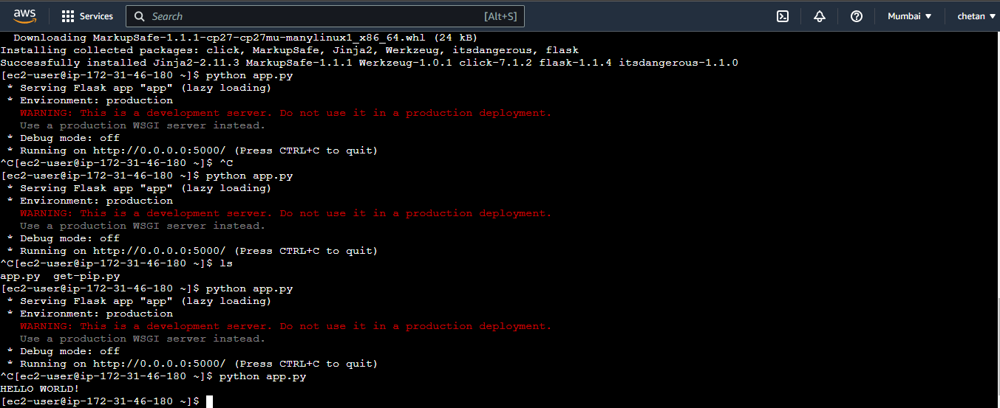 aws Services Search [Alt+S] Mumbai chetan
Downloading MarkupSafe-1.1.1-cp27-cp27mu-manylinux1_x86_64.whl (24 kB)
Installing collected packages: click, MarkupSafe, Jinja2, Werkzeug, itsdangerous, flask
Successfully installed Jinja2-2.11.3 MarkupSafe-1.1.1 Werkzeug-1.0.1 click-7.1.2 flask-1.1.4 itsdangerous-1.1.0
[ec2-user@ip-172-31-46-180 ~]$ python app.py
* Serving Flask app "app" (lazy loading)
* Environment: production
WARNING: This is a development server. Do not use it in a production deployment.
Use a production WSGI server instead.
* Debug mode: off
* Running on http://0.0.0.0:5000/ (Press CTRL+C to quit)
^C[ec2-user@ip-172-31-46-180 ~]$ ^C
[ec2-user@ip-172-31-46-180 ~]$ python app.py
* Serving Flask app "app" (lazy loading)
* Environment: production
WARNING: This is a development server. Do not use it in a production deployment.
Use a production WSGI server instead.
* Debug mode: off
* Running on http://0.0.0.0:5000/ (Press CTRL+C to quit)
^C[ec2-user@ip-172-31-46-180 ~]$ ls
app.py  get-pip.py
[ec2-user@ip-172-31-46-180 ~]$ python app.py
* Serving Flask app "app" (lazy loading)
* Environment: production
WARNING: This is a development server. Do not use it in a production deployment.
Use a production WSGI server instead.
* Debug mode: off
* Running on http://0.0.0.0:5000/ (Press CTRL+C to quit)
^C[ec2-user@ip-172-31-46-180 ~]$ python app.py
HELLO WORLD!
[ec2-user@ip-172-31-46-180 ~]$